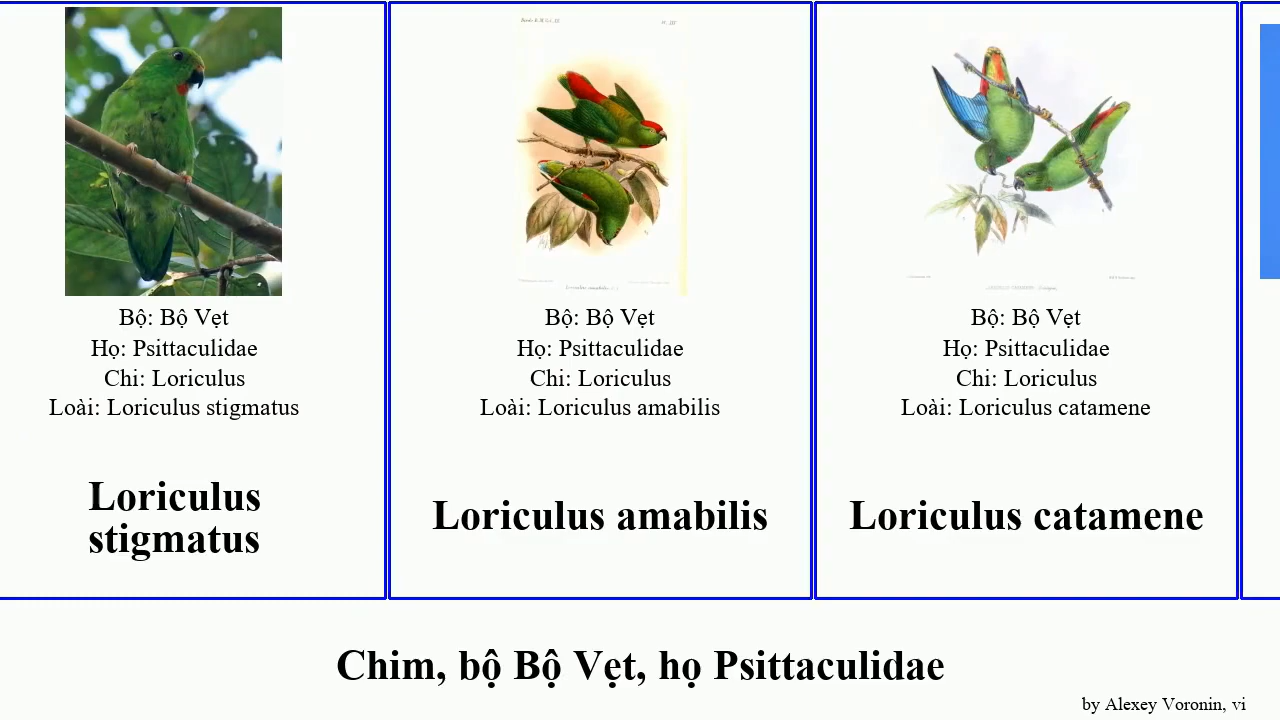 Bộ: Bộ Vẹt
Họ: Psittaculidae
Chi: Loriculus
Loài: Loriculus stigmatus
Loriculus
stigmatus
Bộ: Bộ Vẹt
Họ: Psittaculidae
Chi: Loriculus
Loài: Loriculus amabilis
Loriculus amabilis
Bộ: Bộ Vẹt
Họ: Psittaculidae
Chi: Loriculus
Loài: Loriculus catamene
Loriculus catamene
Chim, bộ Bộ Vẹt, họ Psittaculidae
by Alexey Voronin, vi